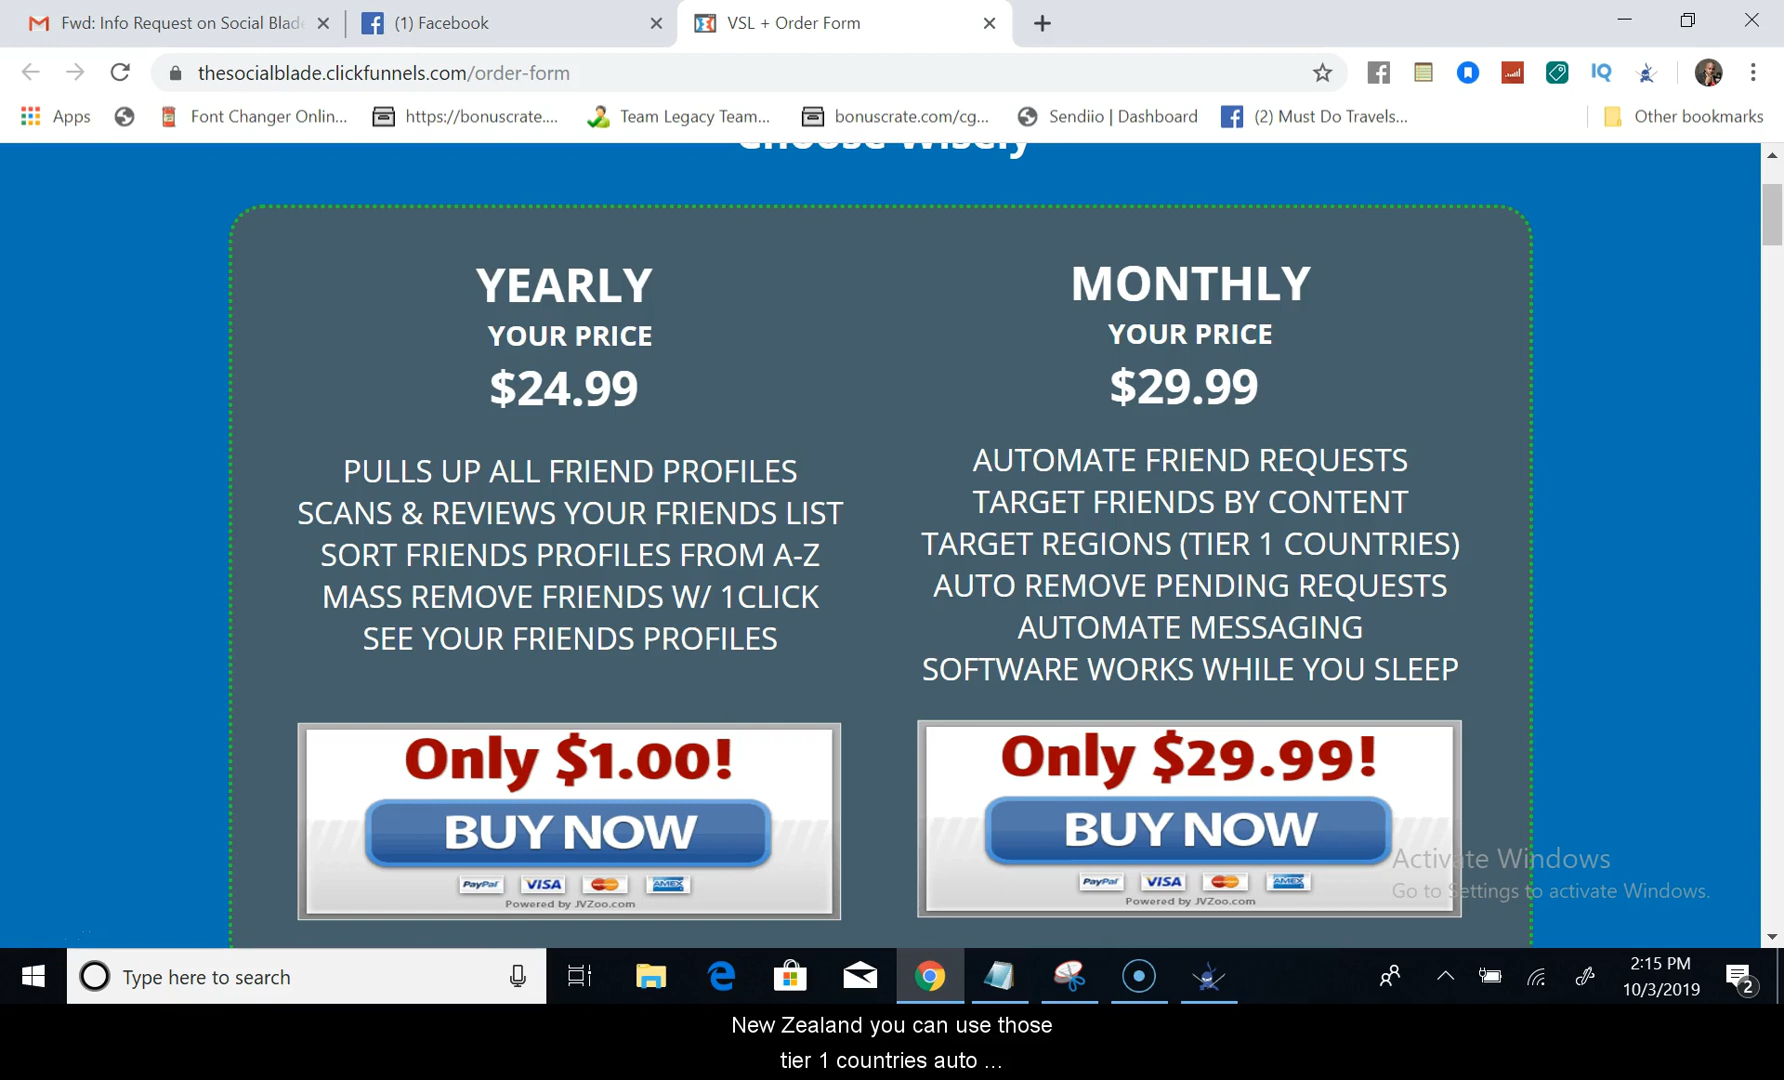 Fwd: Info Request on Social Blade
(1) Facebook
VSL + Order Form
thesocialblade.clickfunnels.com/order-form
Apps
Font Changer Onlin...
https://bonuscrate....
Team Legacy Team...
bonuscrate.com/cg...
Sendiio | Dashboard
(2) Must Do Travels...
Other bookmarks
Choose Wisely
YEARLY
YOUR PRICE
$24.99
PULLS UP ALL FRIEND PROFILES
SCANS & REVIEWS YOUR FRIENDS LIST
SORT FRIENDS PROFILES FROM A-Z
MASS REMOVE FRIENDS W/ 1CLICK
SEE YOUR FRIENDS PROFILES
Only $1.00!
BUY NOW
PayPal VISA MasterCard AMEX
Powered by JVZoo.com
MONTHLY
YOUR PRICE
$29.99
AUTOMATE FRIEND REQUESTS
TARGET FRIENDS BY CONTENT
TARGET REGIONS (TIER 1 COUNTRIES)
AUTO REMOVE PENDING REQUESTS
AUTOMATE MESSAGING
SOFTWARE WORKS WHILE YOU SLEEP
Only $29.99!
BUY NOW
PayPal VISA MasterCard AMEX
Powered by JVZoo.com
Activate Windows
Go to Settings to activate Windows.
Type here to search
2:15 PM
10/3/2019
2
New Zealand you can use those
tier 1 countries auto ...